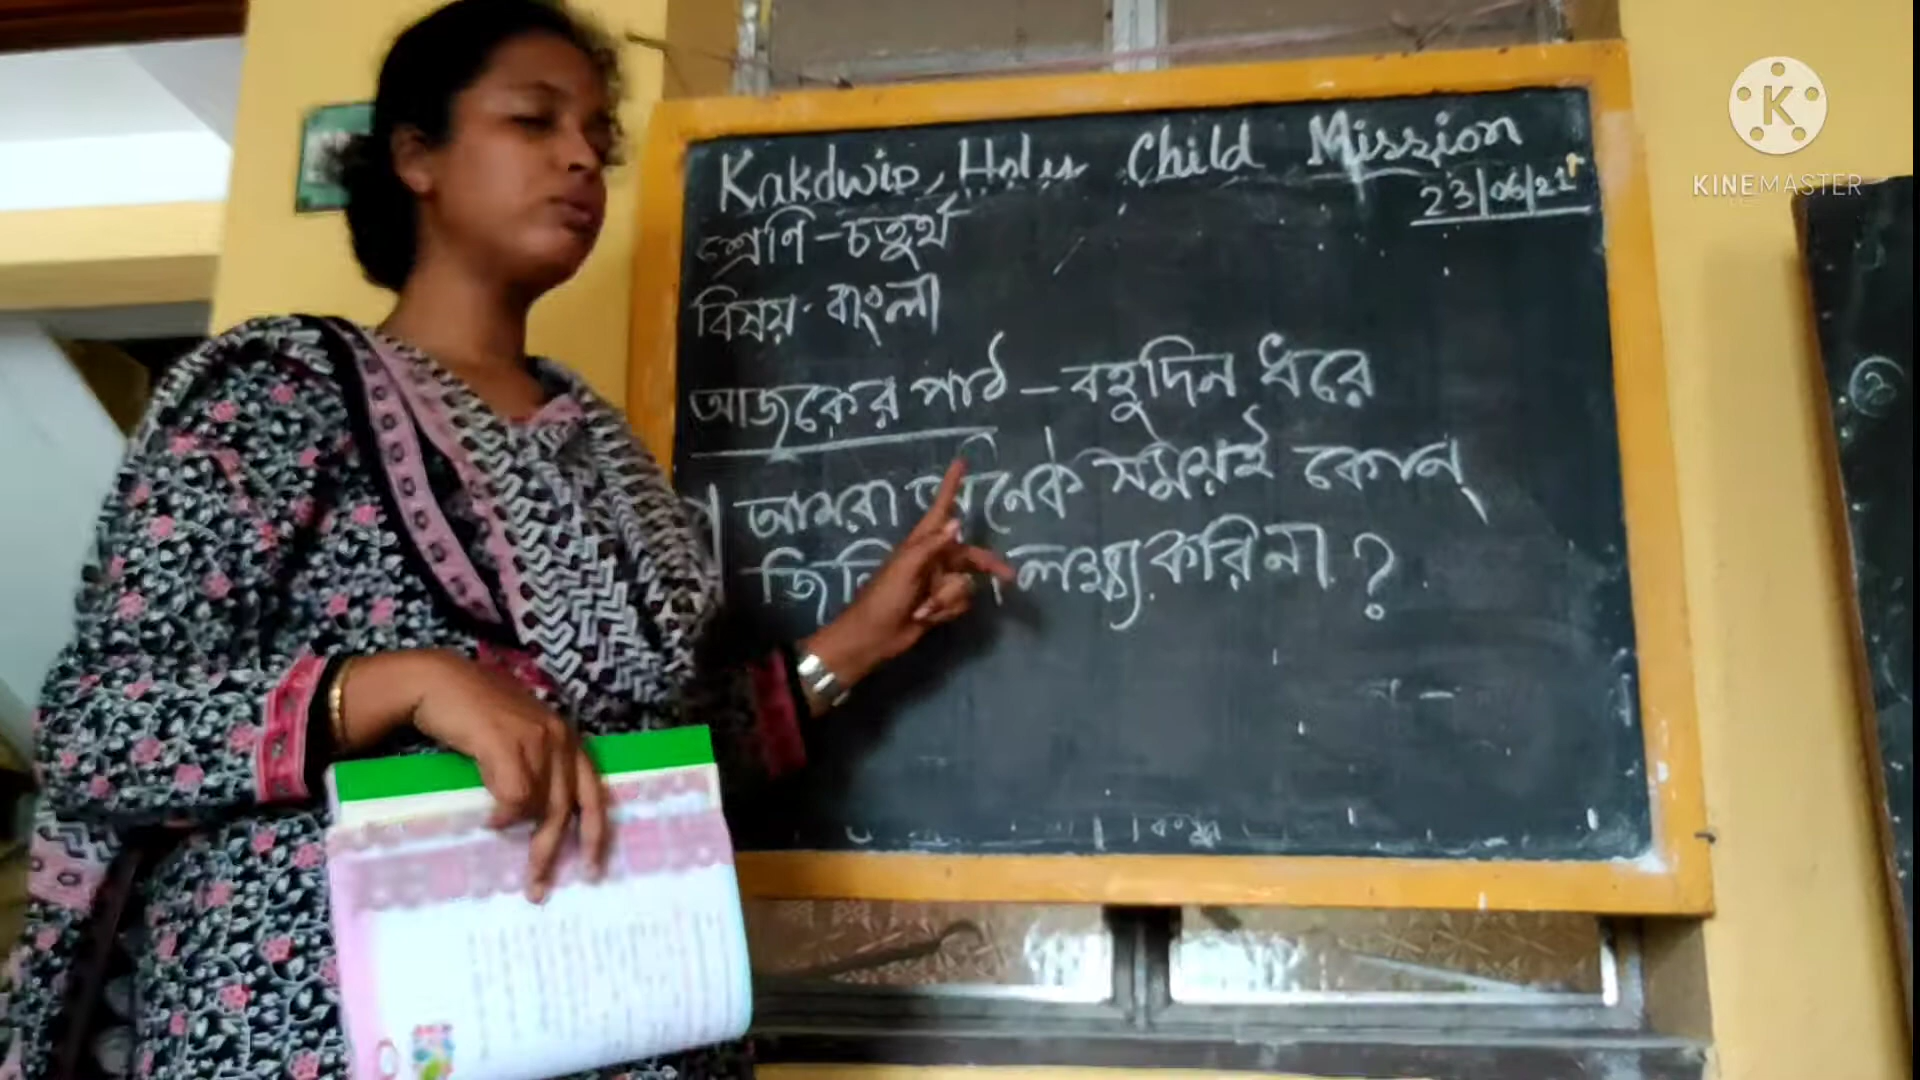 Kakdwip Holy Child Mission
23/06/21
শ্রেণি - চতুর্থ
বিষয় - বাংলা
আজকের পাঠ - বহুদিন ধরে
আমরা অনেক সময়ই কোন্
লক্ষ্য করি না ?
K
KINEMASTER